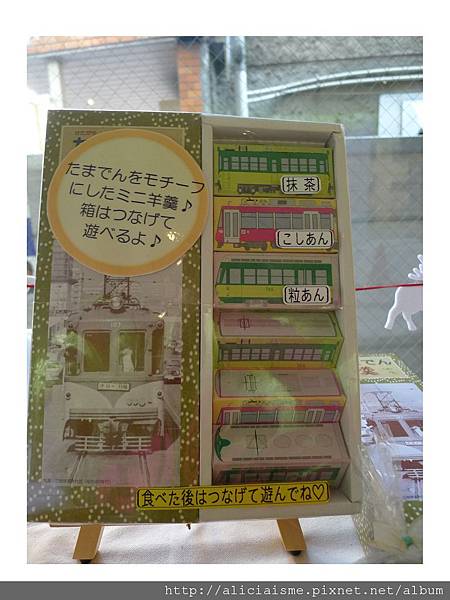 たまでんをモチーフ
にしたミニ羊羹♪
箱はつなげて
遊べるよ♪
抹茶
こしあん
粒あん
食べた後はつなげて遊んでね♡
http://aliciaisme.pixnet.net/album